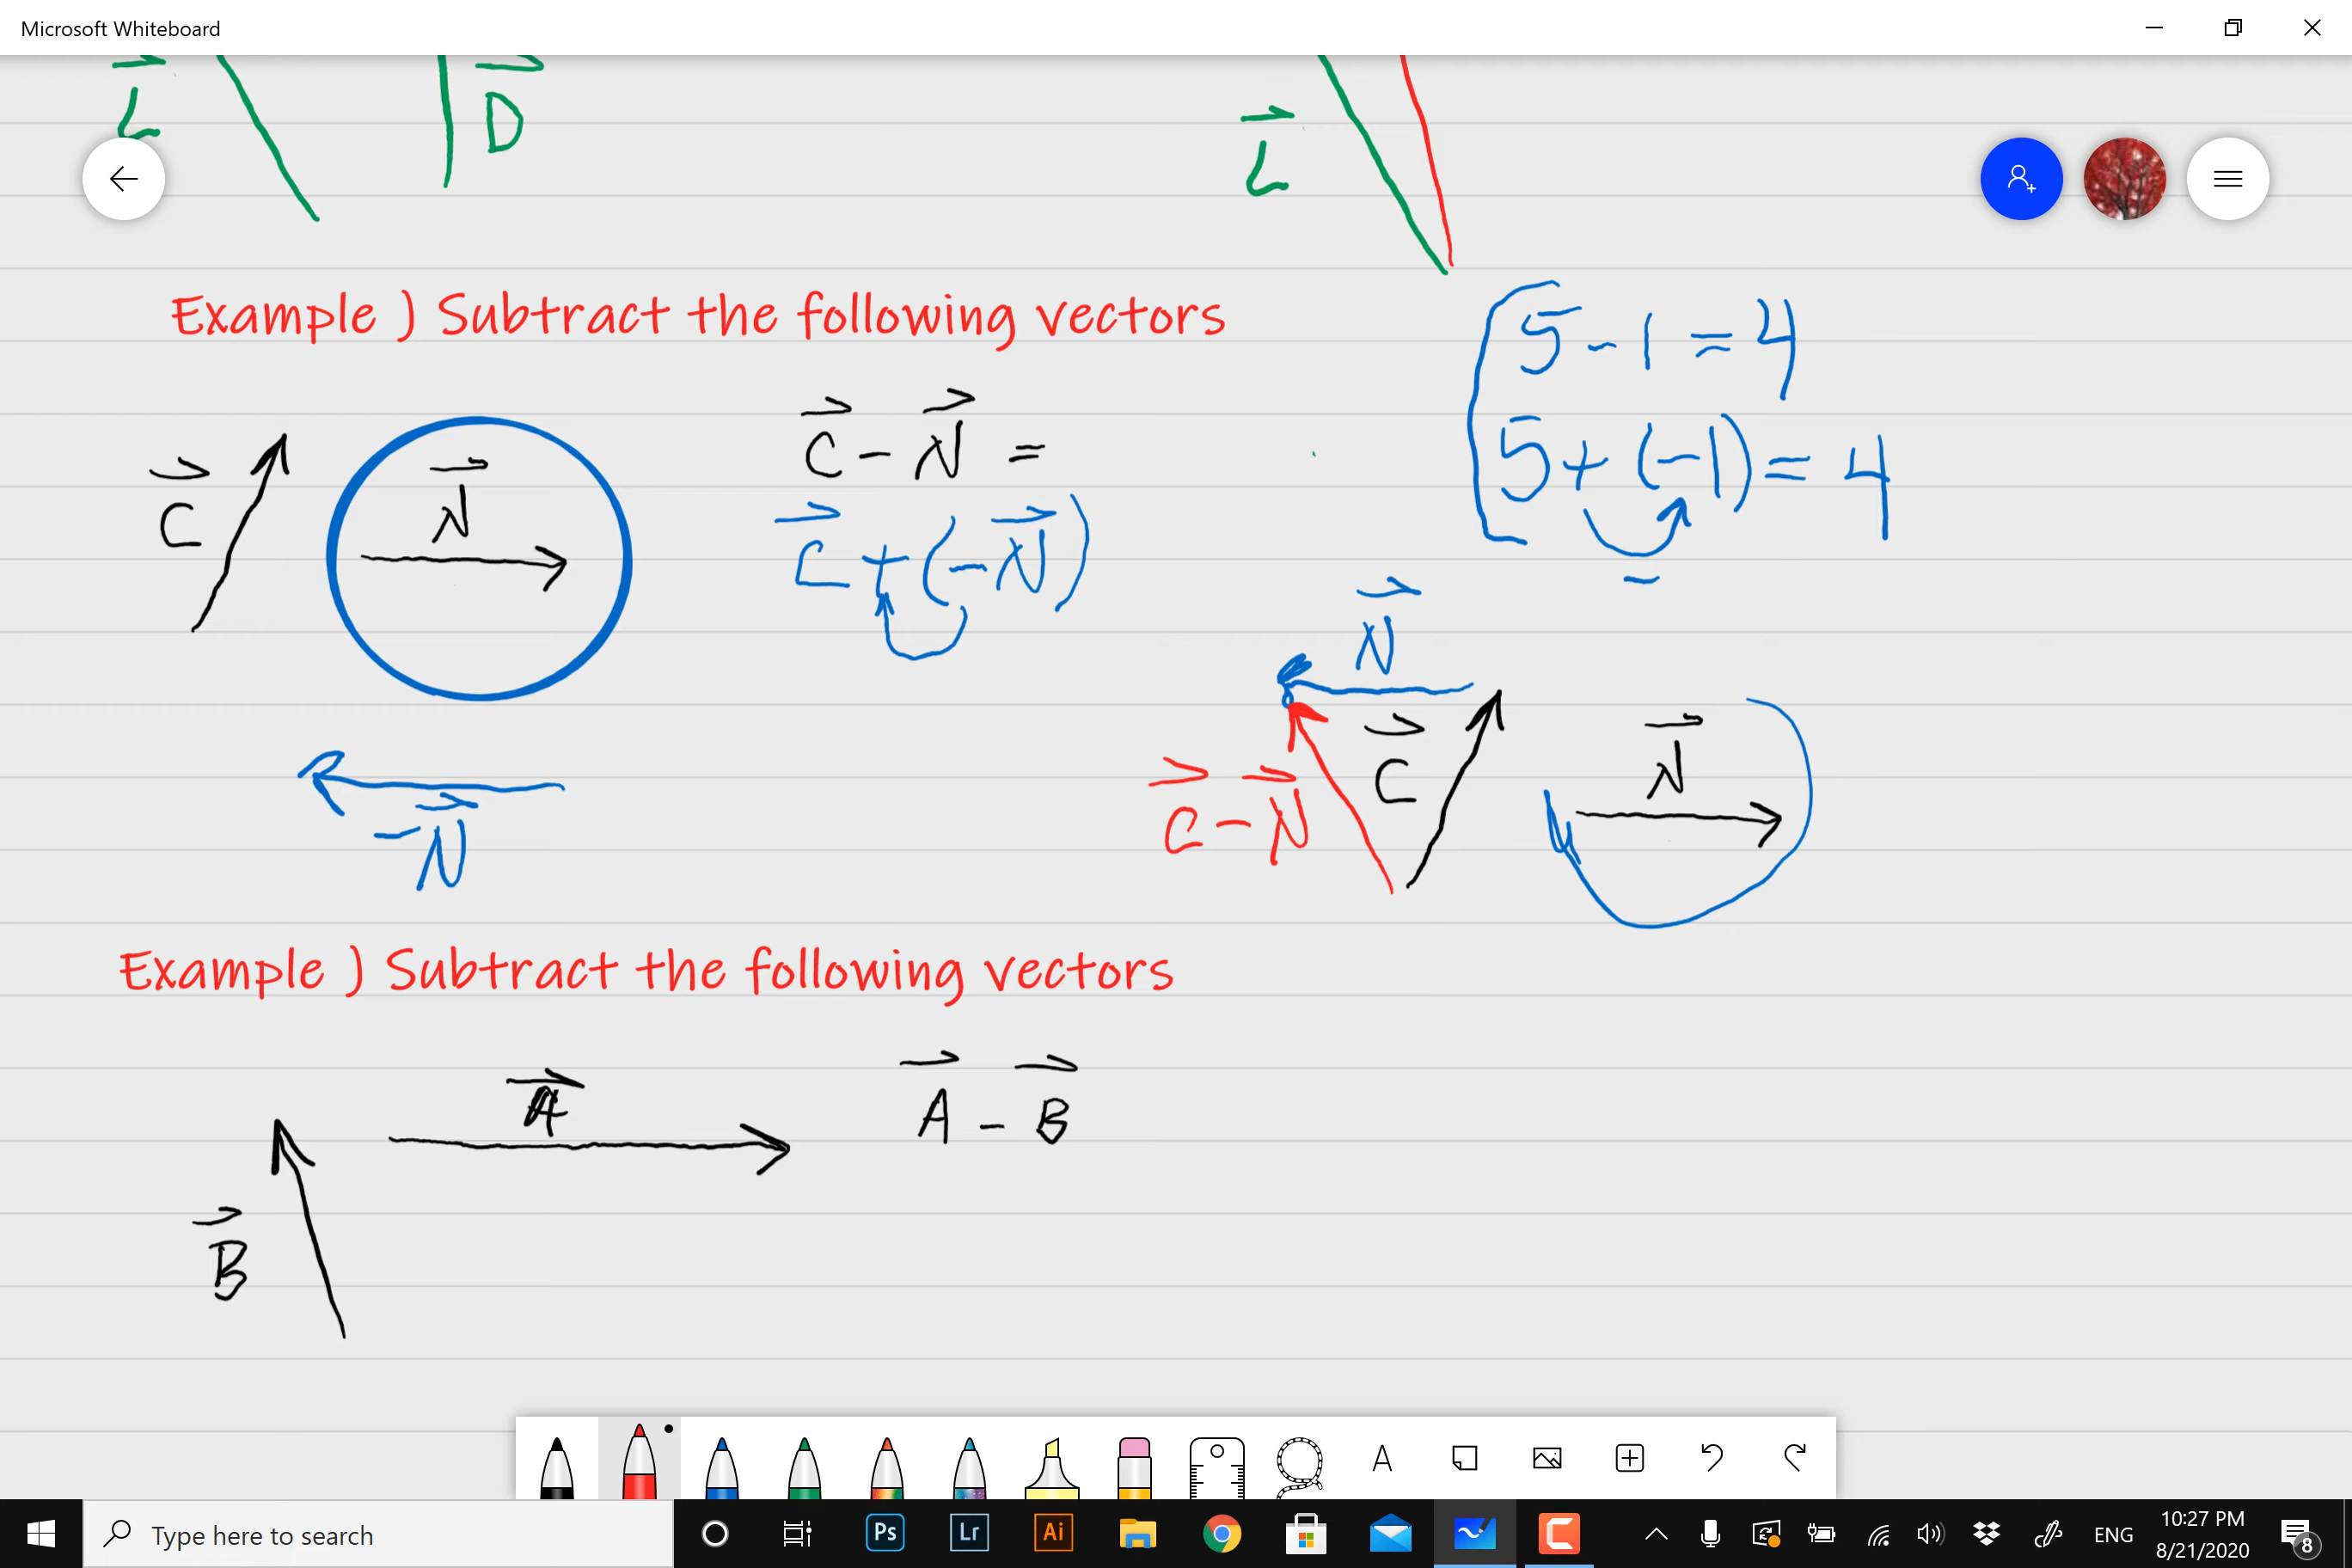 Microsoft Whiteboard
L D
L
Example ) Subtract the following vectors
5 - 1 = 4
C N C - N =
5 + (-1) = 4
C + (-N)
-
N
C N
C - N
-N
Example ) Subtract the following vectors
A A - B
B
A
Type here to search
Ps Lr Ai
ENG
10:27 PM
8/21/2020
8